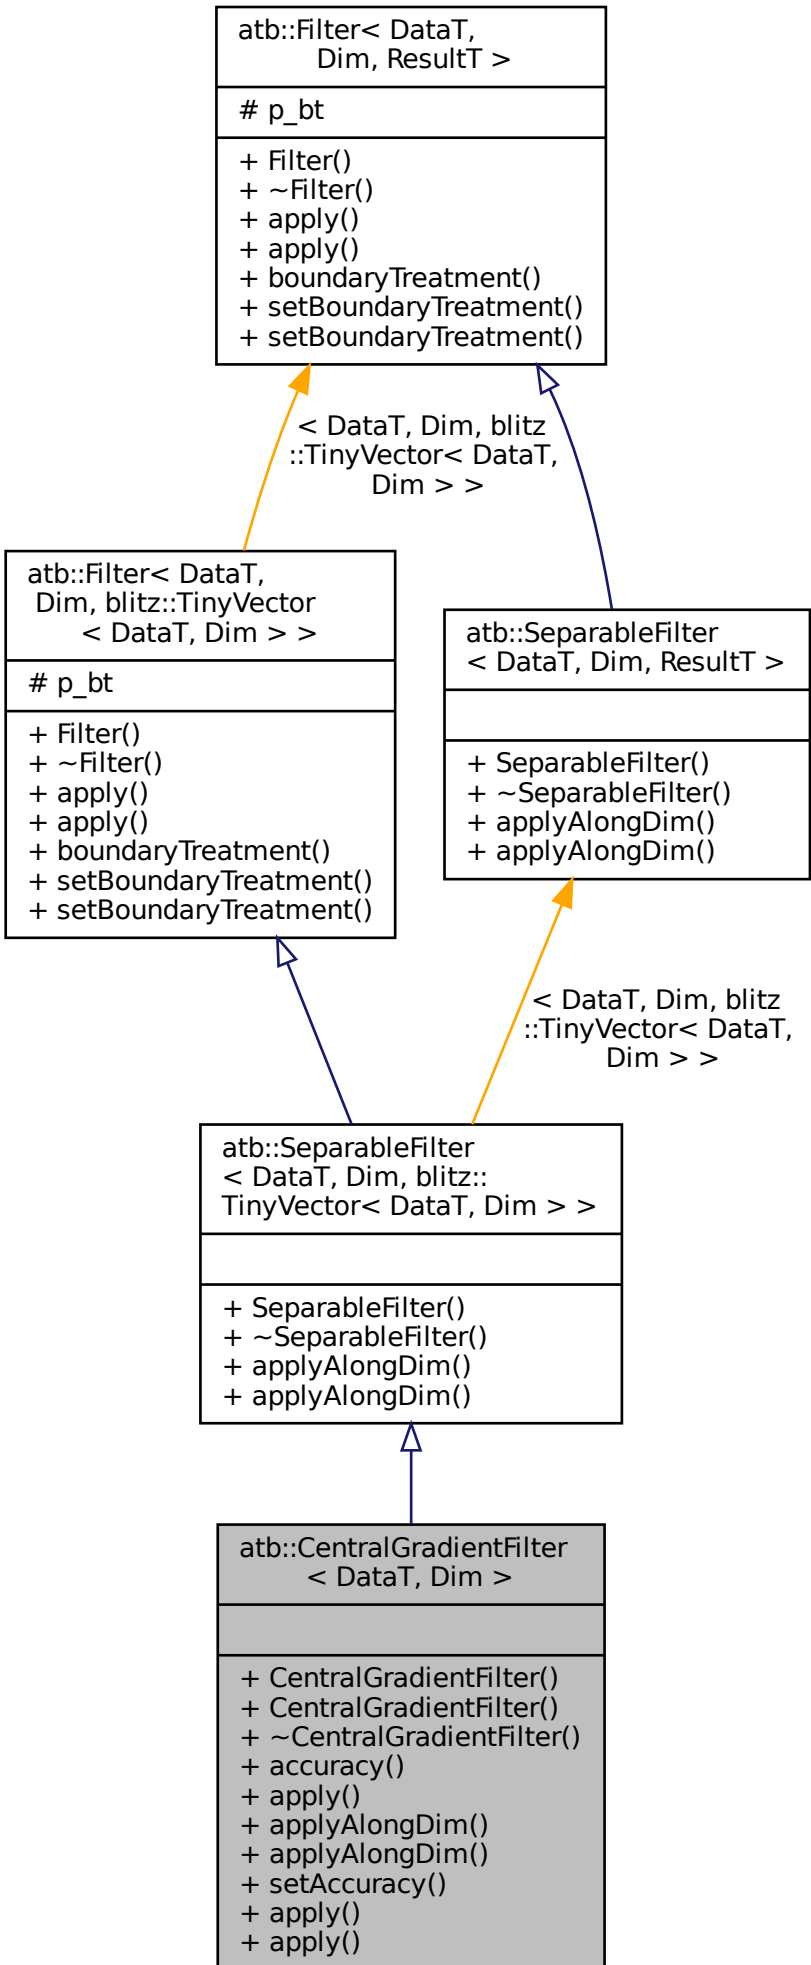 atb::Filter< DataT,
Dim, ResultT >
# p_bt
+ Filter()
+ ~Filter()
+ apply()
+ apply()
+ boundaryTreatment()
+ setBoundaryTreatment()
+ setBoundaryTreatment()
< DataT, Dim, blitz
::TinyVector< DataT,
Dim > >
atb::Filter< DataT,
Dim, blitz::TinyVector
< DataT, Dim > >
# p_bt
+ Filter()
+ ~Filter()
+ apply()
+ apply()
+ boundaryTreatment()
+ setBoundaryTreatment()
+ setBoundaryTreatment()
atb::SeparableFilter
< DataT, Dim, ResultT >
+ SeparableFilter()
+ ~SeparableFilter()
+ applyAlongDim()
+ applyAlongDim()
< DataT, Dim, blitz
::TinyVector< DataT,
Dim > >
atb::SeparableFilter
< DataT, Dim, blitz::
TinyVector< DataT, Dim > >
+ SeparableFilter()
+ ~SeparableFilter()
+ applyAlongDim()
+ applyAlongDim()
atb::CentralGradientFilter
< DataT, Dim >
+ CentralGradientFilter()
+ CentralGradientFilter()
+ ~CentralGradientFilter()
+ accuracy()
+ apply()
+ applyAlongDim()
+ applyAlongDim()
+ setAccuracy()
+ apply()
+ apply()